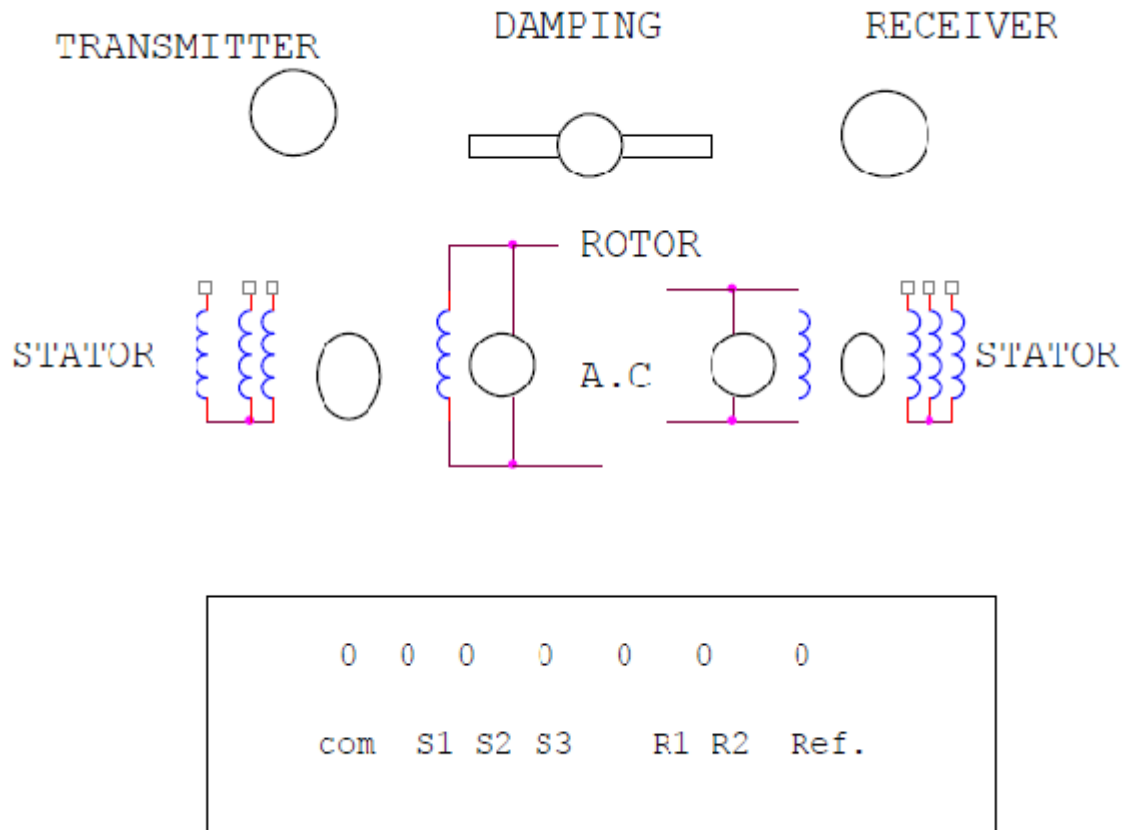 TRANSMITTER DAMPING RECEIVER
ROTOR
STATOR A.C STATOR
0 0 0 0 0 0 0
com S1 S2 S3 R1 R2 Ref.